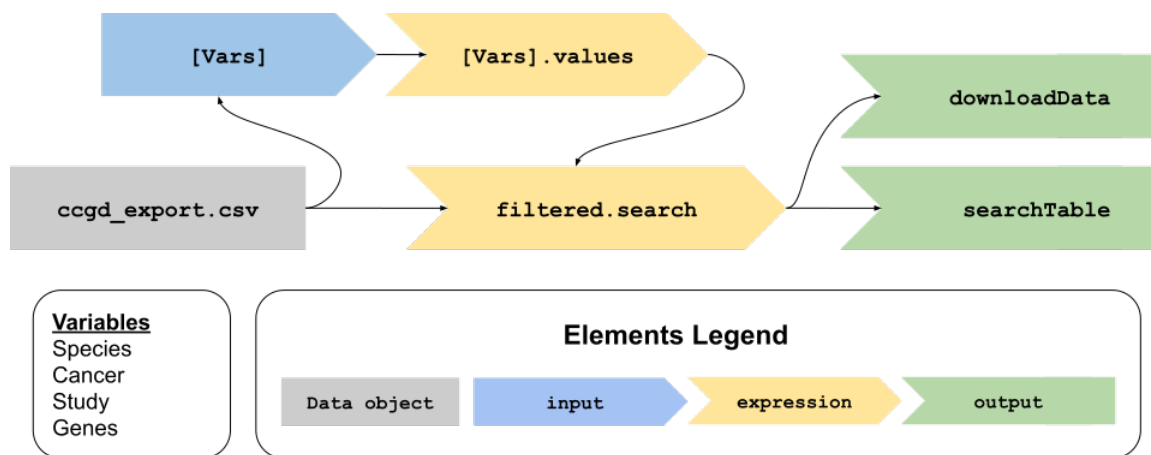 [Vars]
[Vars].values
downloadData
ccgd_export.csv
filtered.search
searchTable
Variables
Species
Cancer
Study
Genes
Elements Legend
Data object
input
expression
output